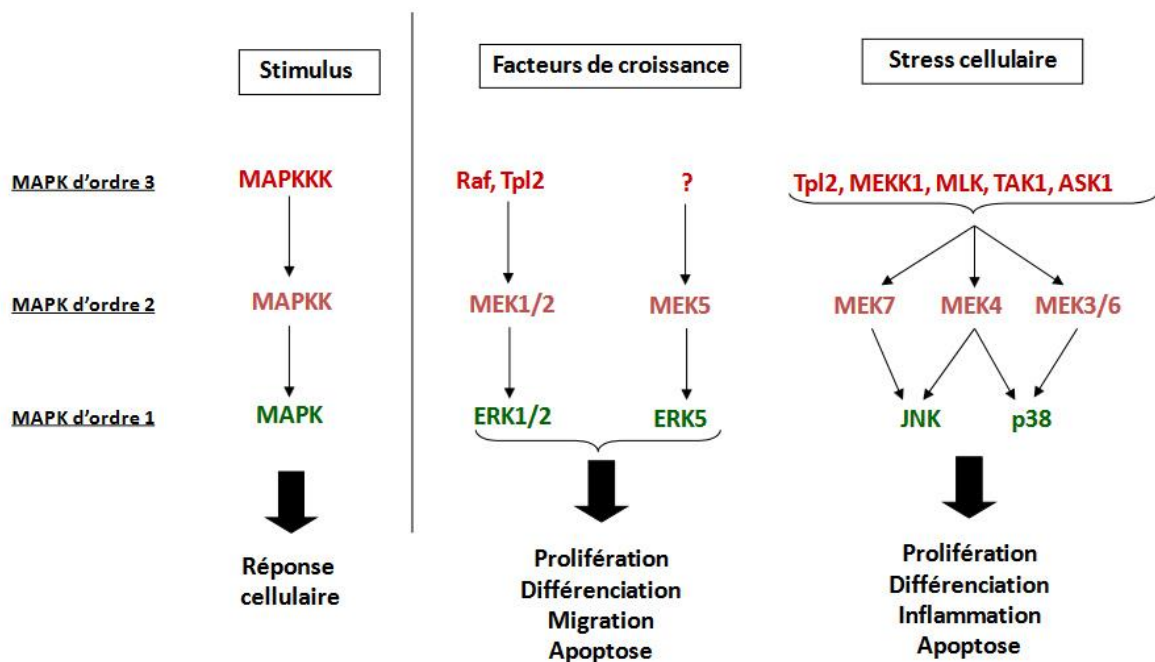 Stimulus
Facteurs de croissance
Stress cellulaire
MAPK d’ordre 3
MAPKKK
Raf, Tpl2
?
Tpl2, MEKK1, MLK, TAK1, ASK1
MAPK d’ordre 2
MAPKK
MEK1/2
MEK5
MEK7
MEK4
MEK3/6
MAPK d’ordre 1
MAPK
ERK1/2
ERK5
JNK
p38
Réponse
cellulaire
Prolifération
Différenciation
Migration
Apoptose
Prolifération
Différenciation
Inflammation
Apoptose